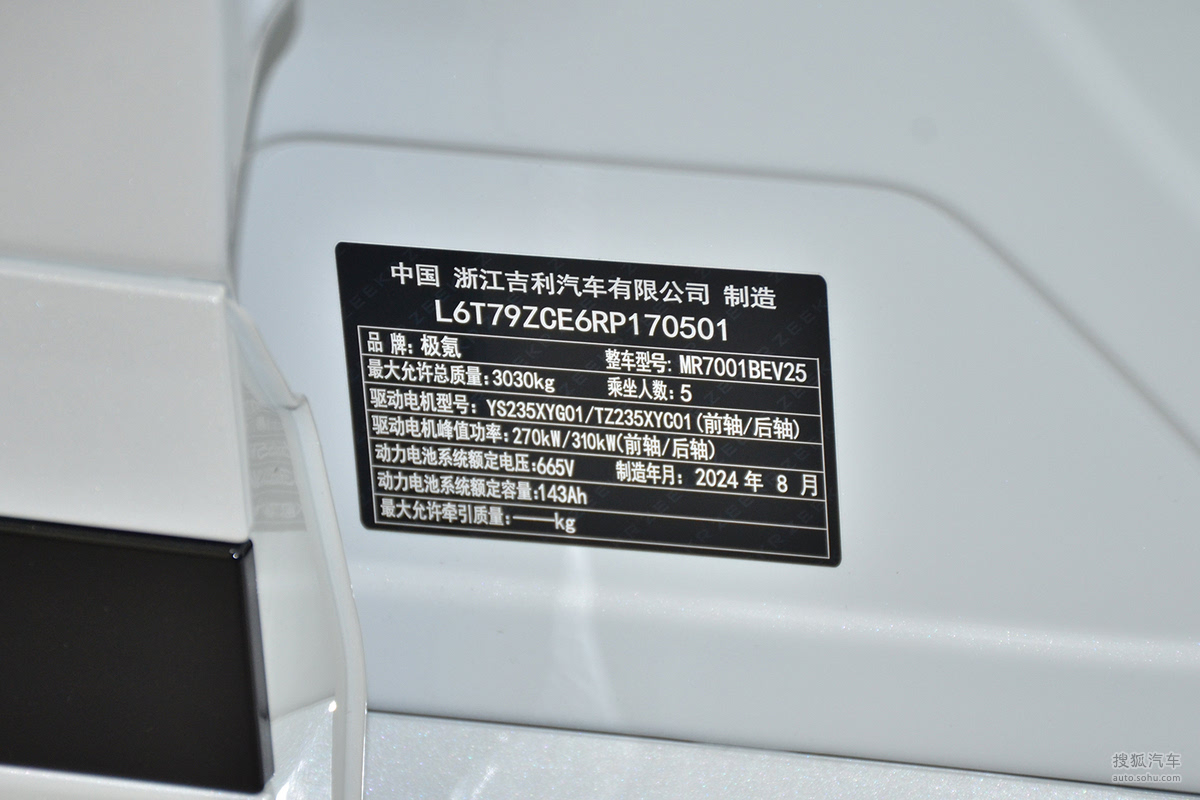 中国 浙江吉利汽车有限公司 制造
L6T79ZCE6RP170501
品 牌: 极氪 整车型号: MR7001BEV25
最大允许总质量: 3030kg 乘坐人数: 5
驱动电机型号: YS235XYG01/TZ235XYC01 (前轴/后轴)
驱动电机峰值功率: 270kW/310kW(前轴/后轴)
动力电池系统额定电压: 665V 制造年月: 2024 年 8 月
动力电池系统额定容量: 143Ah
最大允许牵引质量: ——kg
搜狐汽车
auto.sohu.com